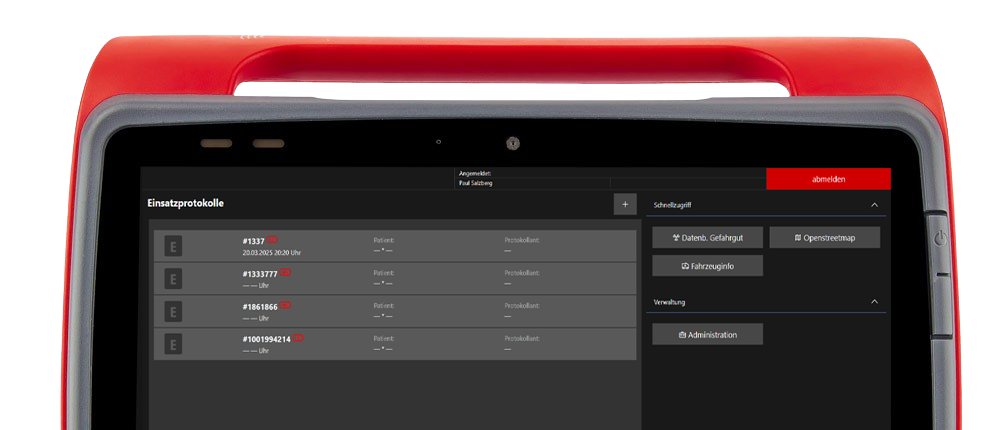 Angemeldet:
Paul Salzberg
abmelden
Einsatzprotokolle
+
Schnellzugriff
E
#1337
20.03.2025 20:20 Uhr
Patient:
— * —
Protokollant:
—
Datenb. Gefahrgut
Openstreetmap
E
#1333777
— — Uhr
Patient:
— * —
Protokollant:
—
Fahrzeuginfo
E
#1861866
— — Uhr
Patient:
— * —
Protokollant:
—
Verwaltung
E
#1001994214
— — Uhr
Patient:
— * —
Protokollant:
—
Administration